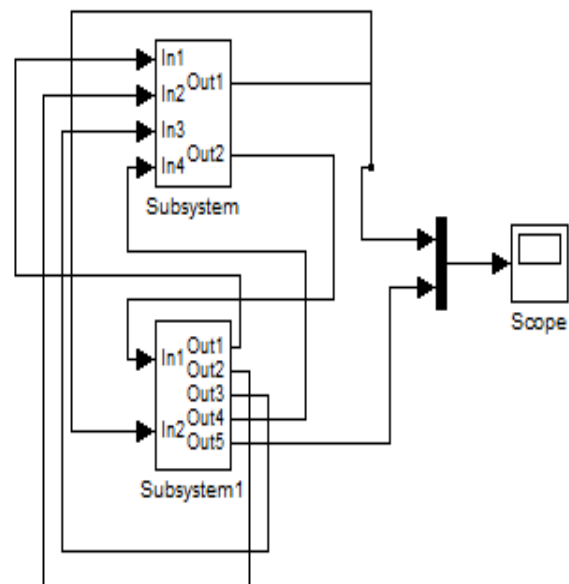 In1
In2
In3
In4
Out1
Out2
Subsystem
In1
In2
Out1
Out2
Out3
Out4
Out5
Subsystem1
Scope